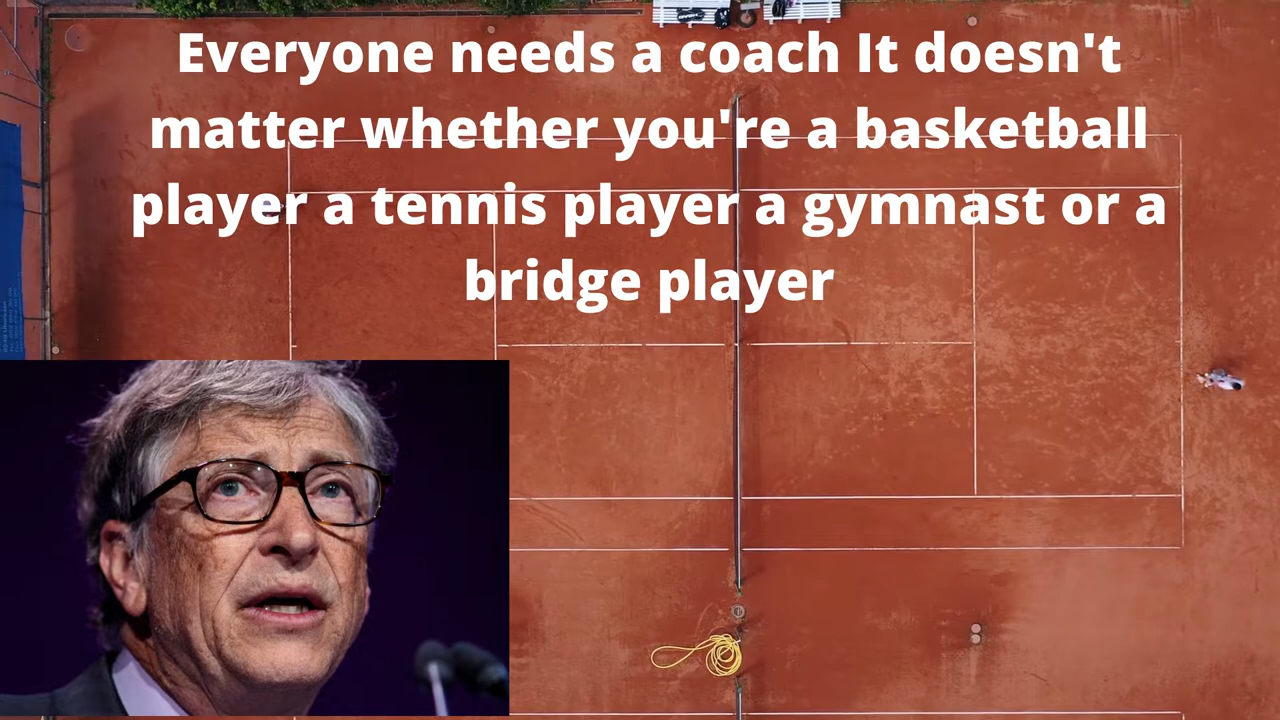 Everyone needs a coach It doesn't
matter whether you're a basketball
player a tennis player a gymnast or a
bridge player